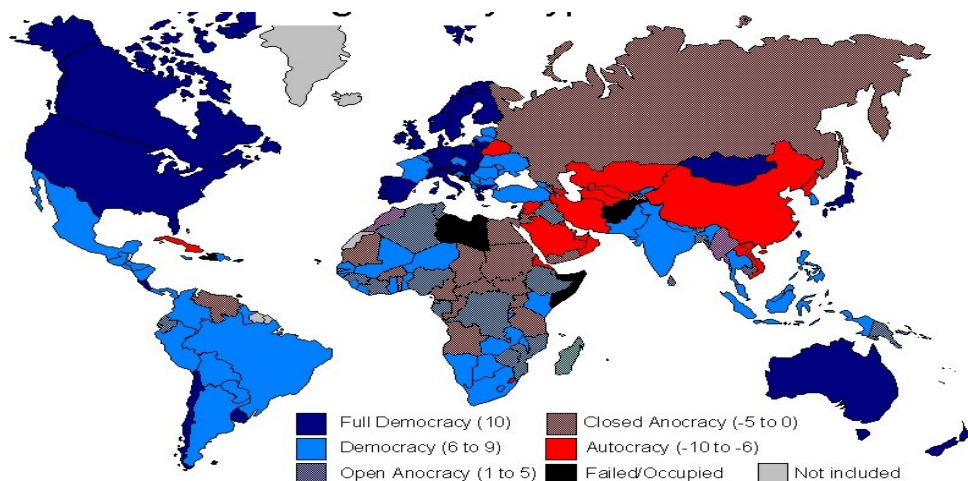 Full Democracy (10)
Closed Anocracy (-5 to 0)
Democracy (6 to 9)
Autocracy (-10 to -6)
Open Anocracy (1 to 5)
Failed/Occupied
Not included